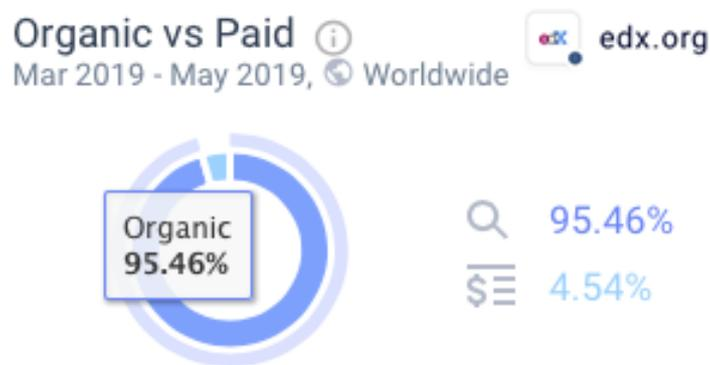 Organic vs Paid
edX edx.org
Mar 2019 - May 2019, Worldwide
Organic
95.46%
95.46%
$ 4.54%